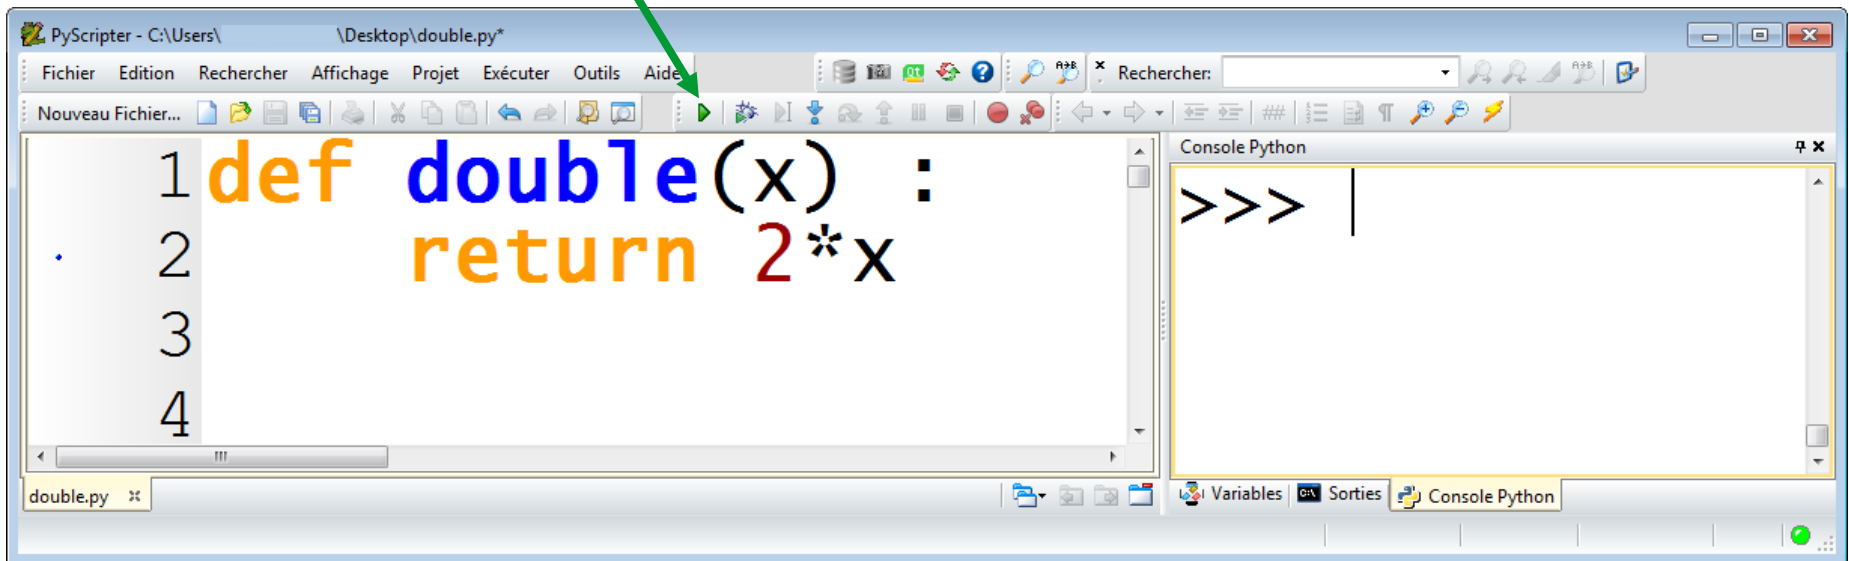 PyScripter - C:\Users\ \Desktop\double.py*
Fichier Edition Rechercher Affichage Projet Exécuter Outils Aide
Rechercher:
Nouveau Fichier...
Console Python
1 def double(x) :
2 return 2*x
3
4
>>>
double.py
Variables Sorties Console Python